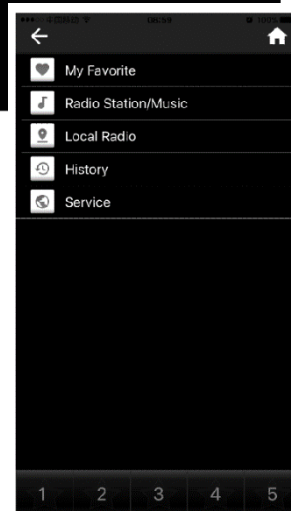 My Favorite
Radio Station/Music
Local Radio
History
Service
1 2 3 4 5